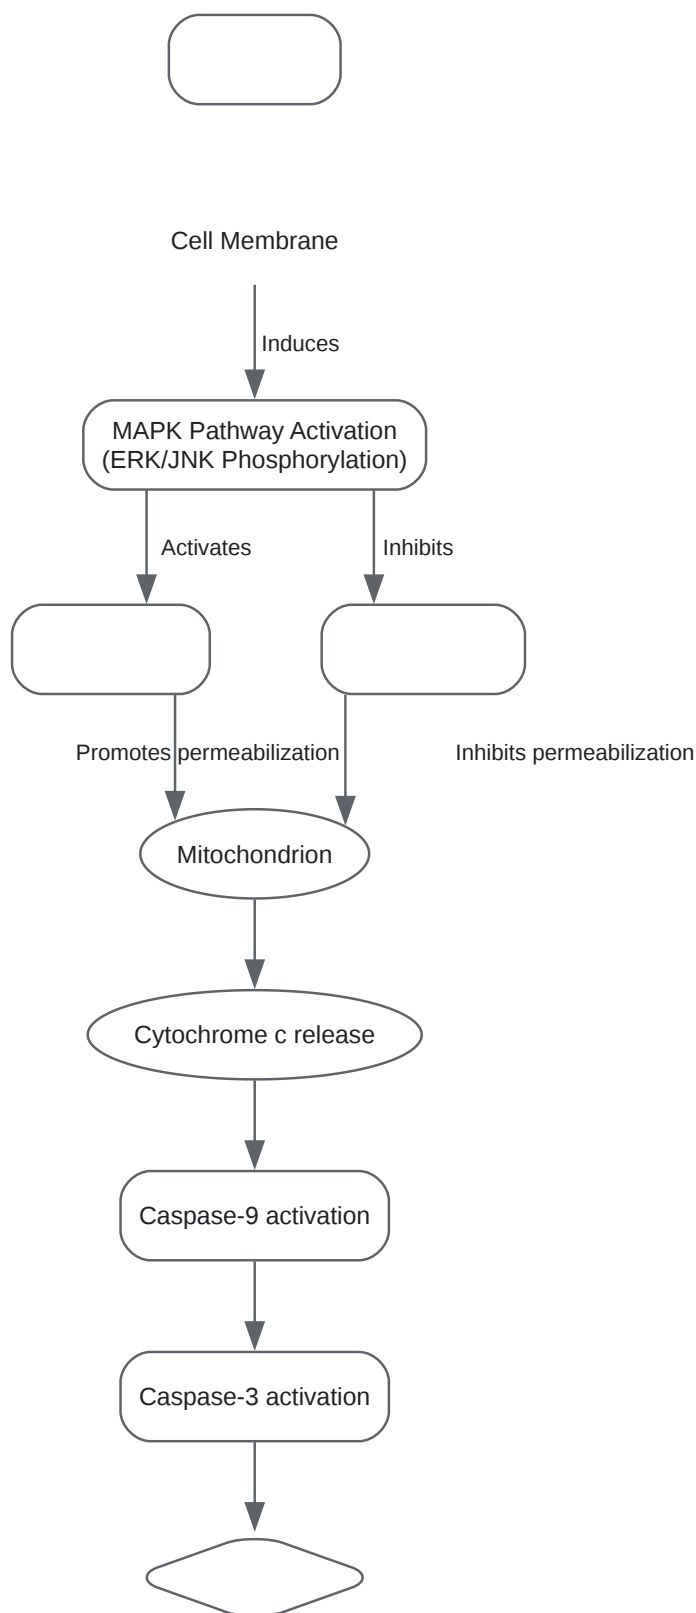 Cell Membrane
Induces
MAPK Pathway Activation
(ERK/JNK Phosphorylation)
Activates
Inhibits
Promotes permeabilization
Inhibits permeabilization
Mitochondrion
Cytochrome c release
Caspase-9 activation
Caspase-3 activation